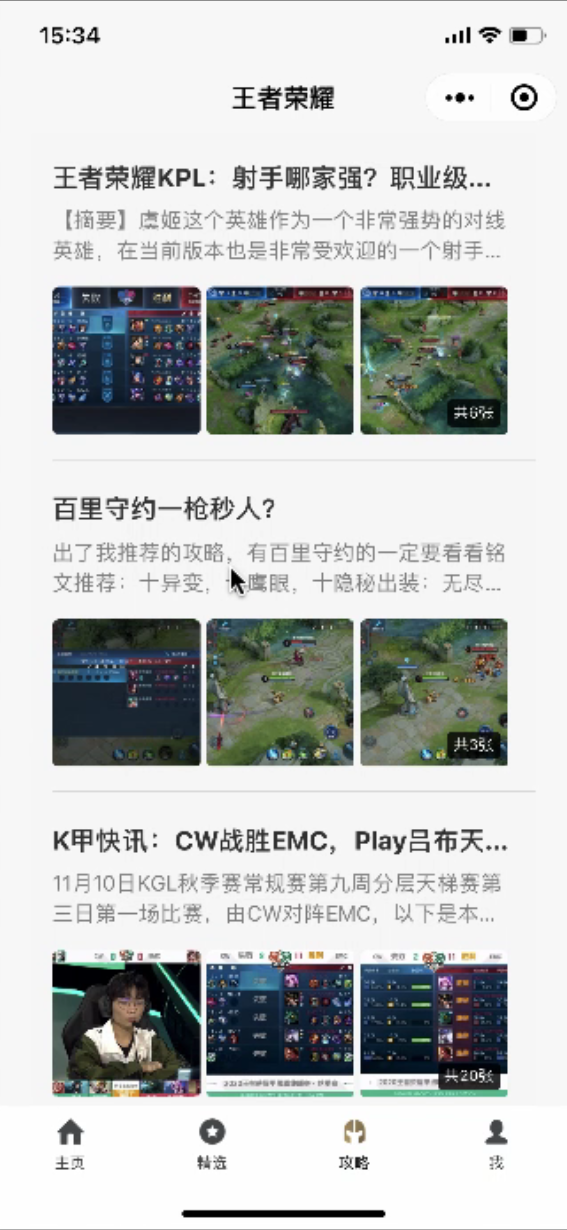 15:34
王者荣耀
王者荣耀KPL：射手哪家强？职业级...
【摘要】虞姬这个英雄作为一个非常强势的对线
英雄，在当前版本也是非常受欢迎的一个射手...
失败 胜利
共6张
百里守约一枪秒人？
出了我推荐的攻略，有百里守约的一定要看看铭
文推荐：十异变，鹰眼，十隐秘出装：无尽...
共3张
K甲快讯：CW战胜EMC，Play吕布天...
11月10日KGL秋季赛常规赛第九周分层天梯赛第
三日第一场比赛，由CW对阵EMC，以下是本...
共20张
主页 精选 攻略 我